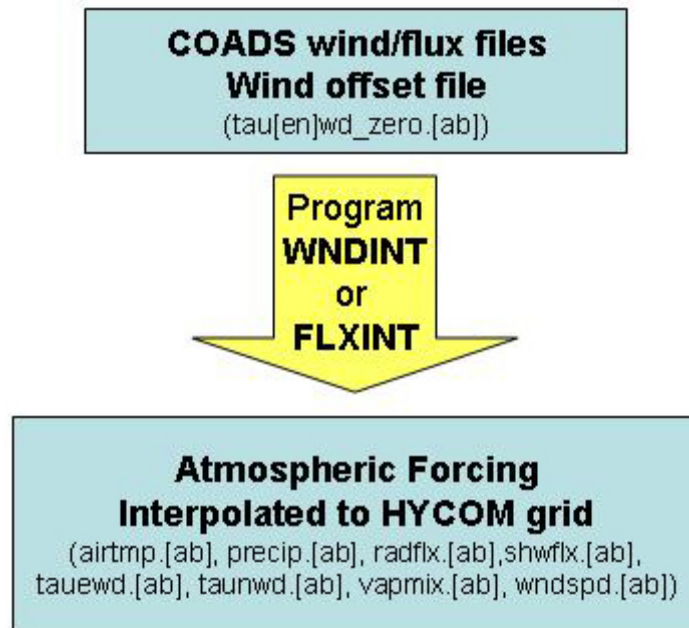 COADS wind/flux files
Wind offset file
(tau[en]wd_zero.[ab])
Program
WNDINT
or
FLXINT
Atmospheric Forcing
Interpolated to HYCOM grid
(airtmp.[ab], precip.[ab], radflx.[ab],shwflx.[ab],
tauewd.[ab], taunwd.[ab], vapmix.[ab], wndspd.[ab])